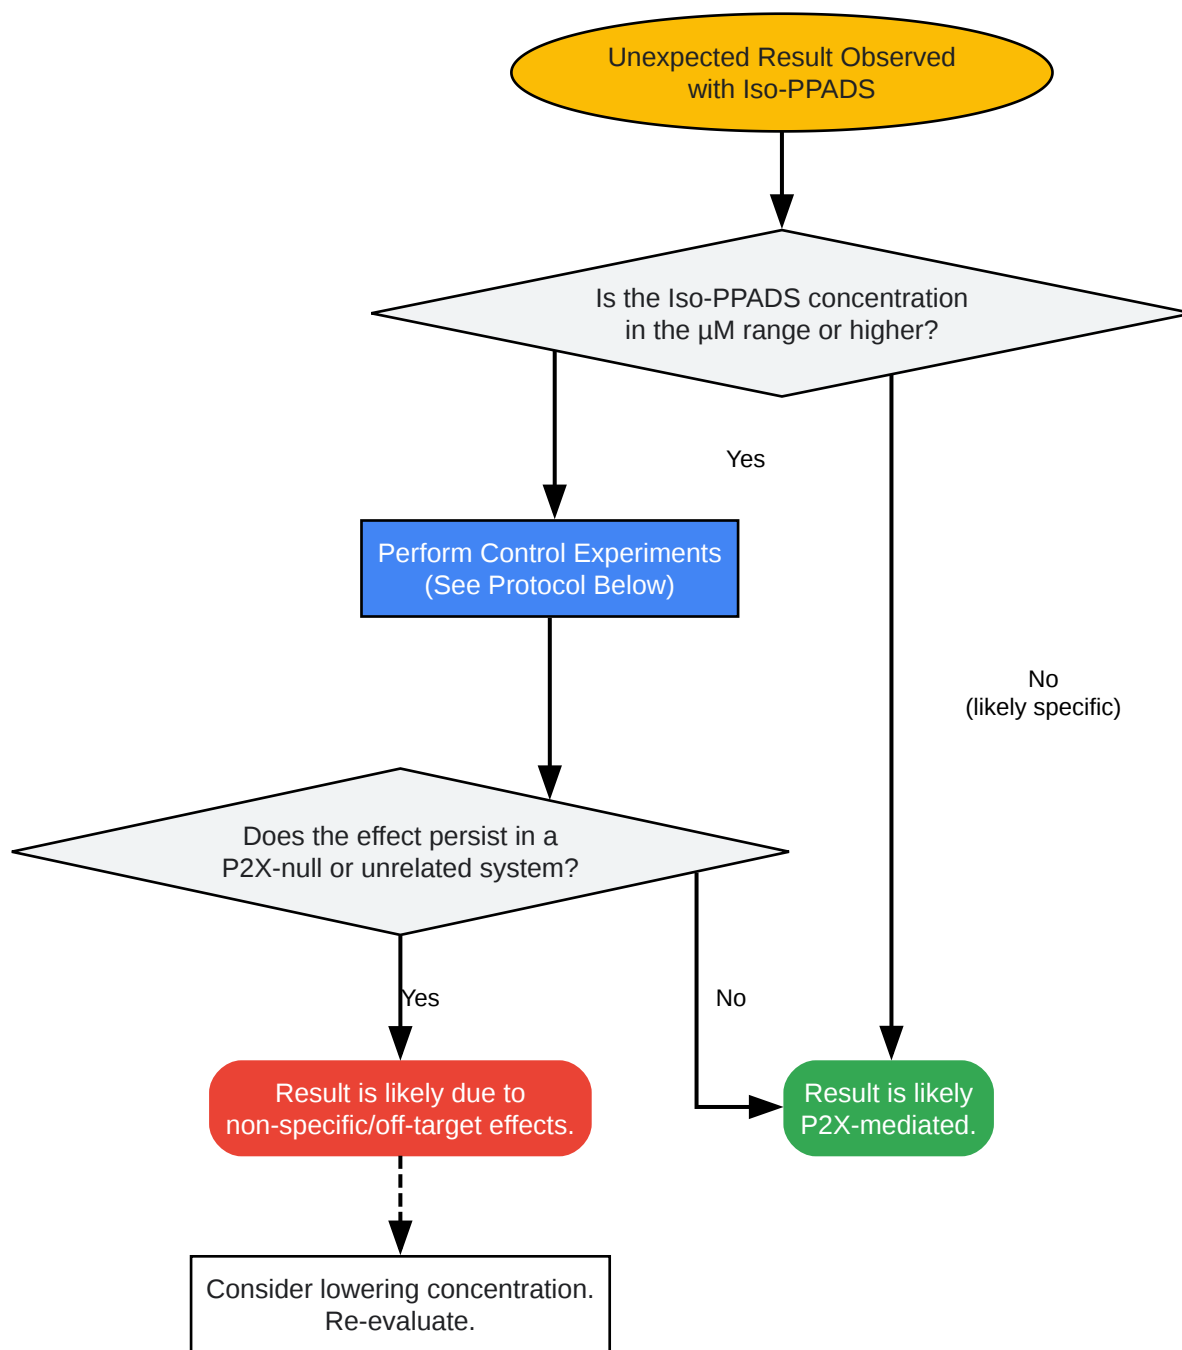 Unexpected Result Observed
with Iso-PPADS
Is the Iso-PPADS concentration
in the µM range or higher?
Yes
Perform Control Experiments
(See Protocol Below)
No
(likely specific)
Does the effect persist in a
P2X-null or unrelated system?
Yes
No
Result is likely due to
non-specific/off-target effects.
Result is likely
P2X-mediated.
Consider lowering concentration.
Re-evaluate.